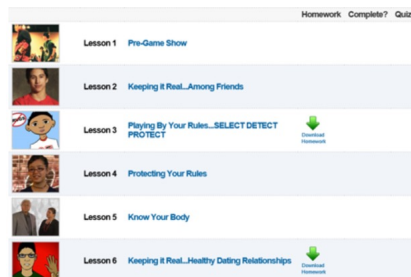 Homework Complete? Quiz
Lesson 1 Pre-Game Show
Lesson 2 Keeping it Real...Among Friends
Lesson 3 Playing By Your Rules...SELECT DETECT
PROTECT
Download
Homework
Lesson 4 Protecting Your Rules
Lesson 5 Know Your Body
Lesson 6 Keeping it Real...Healthy Dating Relationships
Download
Homework